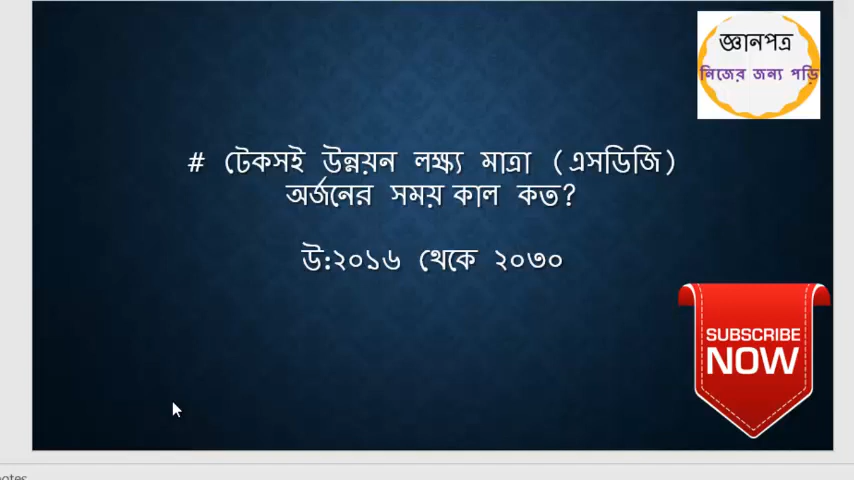 জ্ঞানপত্র
নিজের জন্য পড়ি
# টেকসই উন্নয়ন লক্ষ্য মাত্রা (এসডিজি)
অর্জনের সময় কাল কত?
উ:২০১৬ থেকে ২০৩০
SUBSCRIBE
NOW